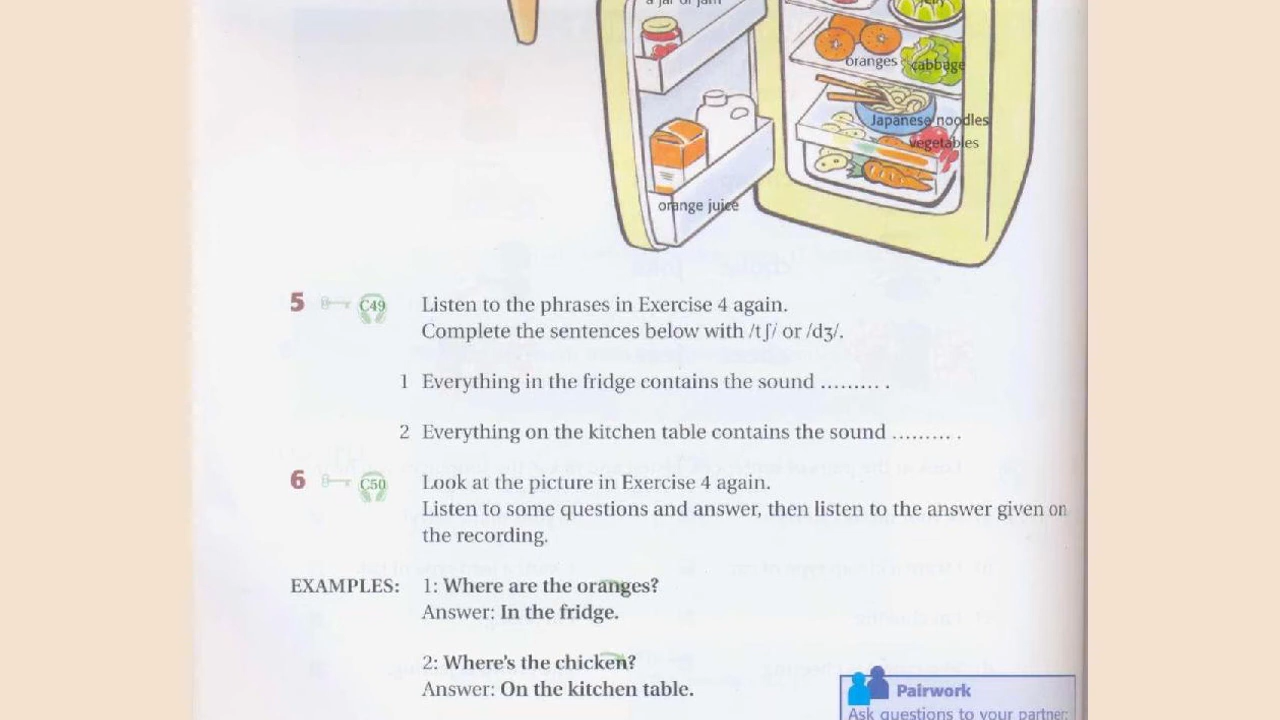 a jar of jam
jelly
oranges
cabbage
Japanese noodles
vegetables
orange juice
5 C49 Listen to the phrases in Exercise 4 again.
Complete the sentences below with /tʃ/ or /dʒ/.
1 Everything in the fridge contains the sound ......... .
2 Everything on the kitchen table contains the sound ......... .
6 C50 Look at the picture in Exercise 4 again.
Listen to some questions and answer, then listen to the answer given on
the recording.
EXAMPLES: 1: Where are the oranges?
Answer: In the fridge.
2: Where's the chicken?
Answer: On the kitchen table.
Pairwork
Ask questions to your partner: